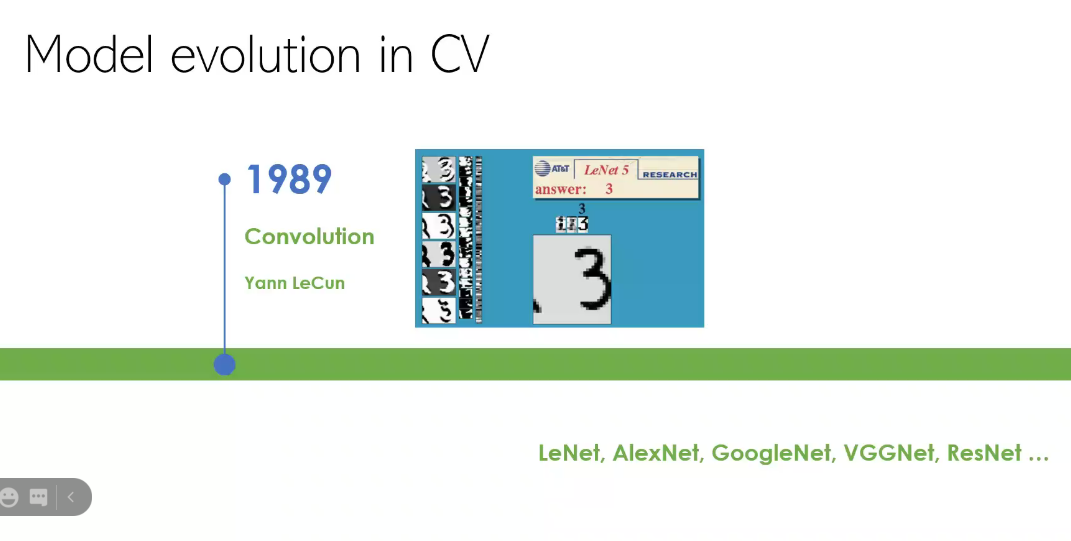 Model evolution in CV
1989
Convolution
Yann LeCun
AT&T
LeNet 5
RESEARCH
answer: 3
3
3
LeNet, AlexNet, GoogleNet, VGGNet, ResNet ...